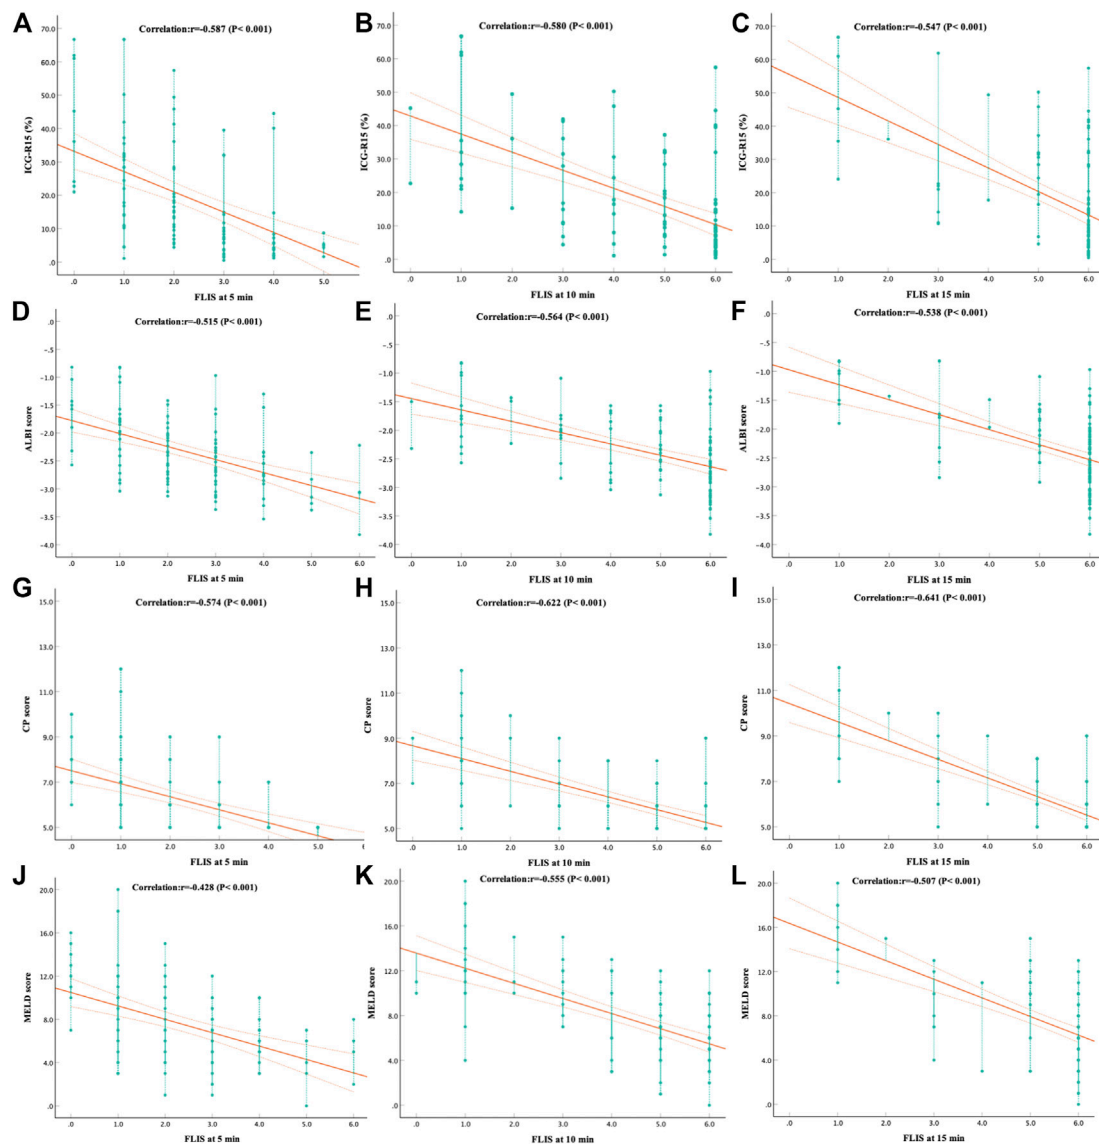 A
Correlation:r=-0.587 (P< 0.001)
70.0
60.0
50.0
40.0
30.0
20.0
10.0
.0
ICG-R15 (%)
.0 1.0 2.0 3.0 4.0 5.0
FLIS at 5 min
B
Correlation:r=-0.580 (P< 0.001)
70.0
60.0
50.0
40.0
30.0
20.0
10.0
.0
ICG-R15 (%)
.0 1.0 2.0 3.0 4.0 5.0 6.0
FLIS at 10 min
C
Correlation:r=-0.547 (P< 0.001)
70.0
60.0
50.0
40.0
30.0
20.0
10.0
.0
ICG-R15 (%)
.0 1.0 2.0 3.0 4.0 5.0 6.0
FLIS at 15 min
D
Correlation:r=-0.515 (P< 0.001)
.0
-.5
-1.0
-1.5
-2.0
-2.5
-3.0
-3.5
-4.0
ALBI score
.0 1.0 2.0 3.0 4.0 5.0 6.0
FLIS at 5 min
E
Correlation:r=-0.564 (P< 0.001)
.0
-.5
-1.0
-1.5
-2.0
-2.5
-3.0
-3.5
-4.0
ALBI score
.0 1.0 2.0 3.0 4.0 5.0 6.0
FLIS at 10 min
F
Correlation:r=-0.538 (P< 0.001)
.0
-.5
-1.0
-1.5
-2.0
-2.5
-3.0
-3.5
-4.0
ALBI score
.0 1.0 2.0 3.0 4.0 5.0 6.0
FLIS at 15 min
G
Correlation:r=-0.574 (P< 0.001)
15.0
13.0
11.0
9.0
7.0
5.0
CP score
.0 1.0 2.0 3.0 4.0 5.0
FLIS at 5 min
H
Correlation:r=-0.622 (P< 0.001)
15.0
13.0
11.0
9.0
7.0
5.0
CP score
.0 1.0 2.0 3.0 4.0 5.0 6.0
FLIS at 10 min
I
Correlation:r=-0.641 (P< 0.001)
15.0
13.0
11.0
9.0
7.0
5.0
CP score
.0 1.0 2.0 3.0 4.0 5.0 6.0
FLIS at 15 min
J
Correlation:r=-0.428 (P< 0.001)
20.0
16.0
12.0
8.0
4.0
.0
MELD score
.0 1.0 2.0 3.0 4.0 5.0 6.0
FLIS at 5 min
K
Correlation:r=-0.555 (P< 0.001)
20.0
16.0
12.0
8.0
4.0
.0
MELD score
.0 1.0 2.0 3.0 4.0 5.0 6.0
FLIS at 10 min
L
Correlation:r=-0.507 (P< 0.001)
20.0
16.0
12.0
8.0
4.0
.0
MELD score
.0 1.0 2.0 3.0 4.0 5.0 6.0
FLIS at 15 min